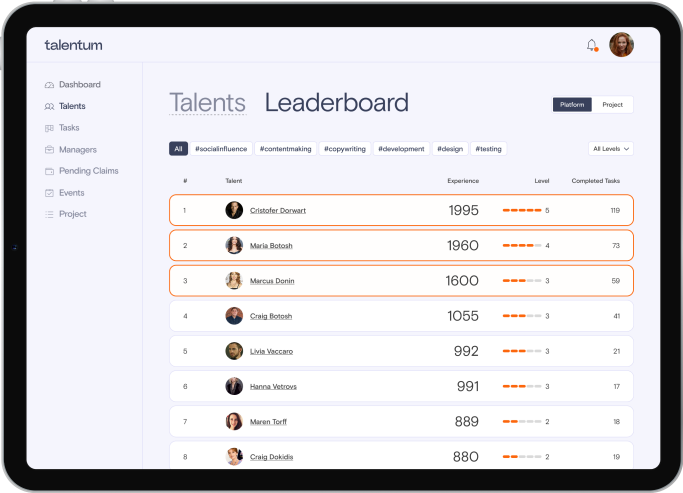 talentum
Dashboard
Talents
Tasks
Managers
Pending Claims
Events
Project
Talents Leaderboard
Platform Project
All #socialinfluence #contentmaking #copywriting #development #design #testing All Levels
# Talent Experience Level Completed Tasks
1 Cristofer Dorwart 1995 5 119
2 Maria Botosh 1960 4 73
3 Marcus Donin 1600 3 59
4 Craig Botosh 1055 3 41
5 Livia Vaccaro 992 3 21
6 Hanna Vetrovs 991 3 17
7 Maren Torff 889 2 18
8 Craig Dokidis 880 2 19